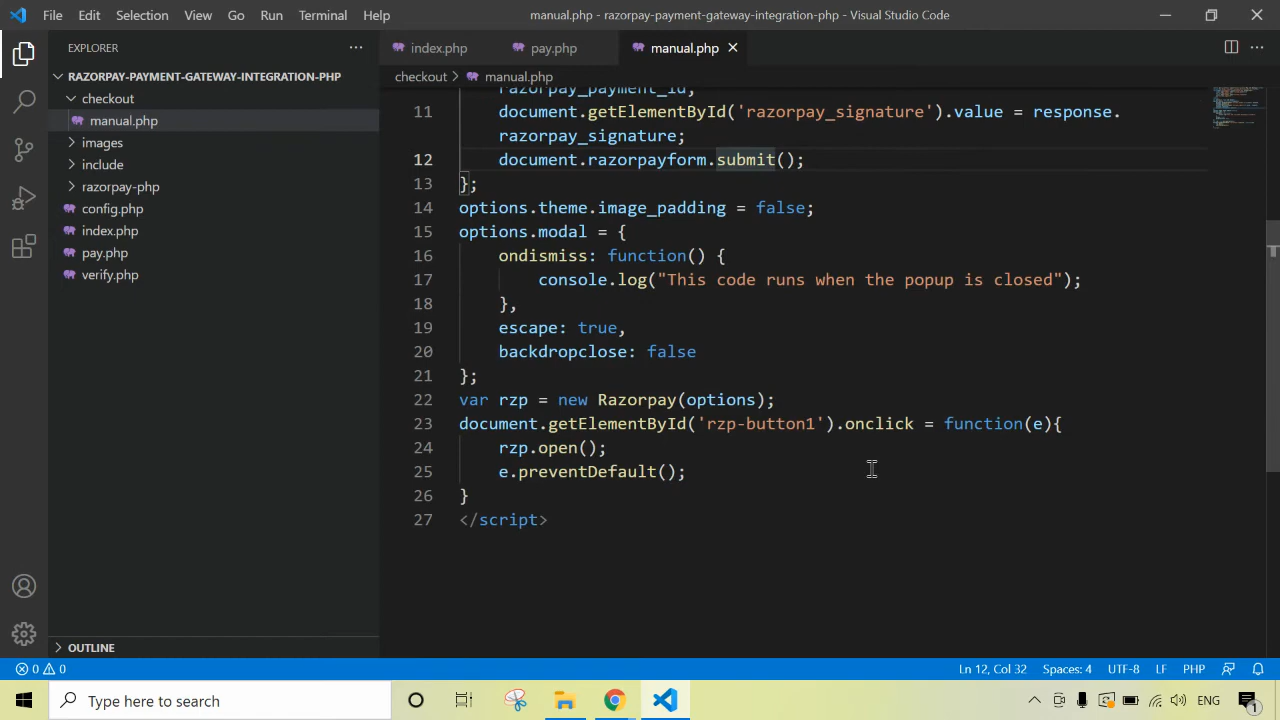 File Edit Selection View Go Run Terminal Help manual.php - razorpay-payment-gateway-integration-php - Visual Studio Code
EXPLORER
RAZORPAY-PAYMENT-GATEWAY-INTEGRATION-PHP
checkout
manual.php
images
include
razorpay-php
config.php
index.php
pay.php
verify.php
OUTLINE
index.php pay.php manual.php
checkout > manual.php
razorpay_payment_id;
11 document.getElementById('razorpay_signature').value = response.
razorpay_signature;
12 document.razorpayform.submit();
13 };
14 options.theme.image_padding = false;
15 options.modal = {
16 ondismiss: function() {
17 console.log("This code runs when the popup is closed");
18 },
19 escape: true,
20 backdropclose: false
21 };
22 var rzp = new Razorpay(options);
23 document.getElementById('rzp-button1').onclick = function(e){
24 rzp.open();
25 e.preventDefault();
26 }
27 </script>
0 0 Ln 12, Col 32 Spaces: 4 UTF-8 LF PHP
Type here to search ENG 1